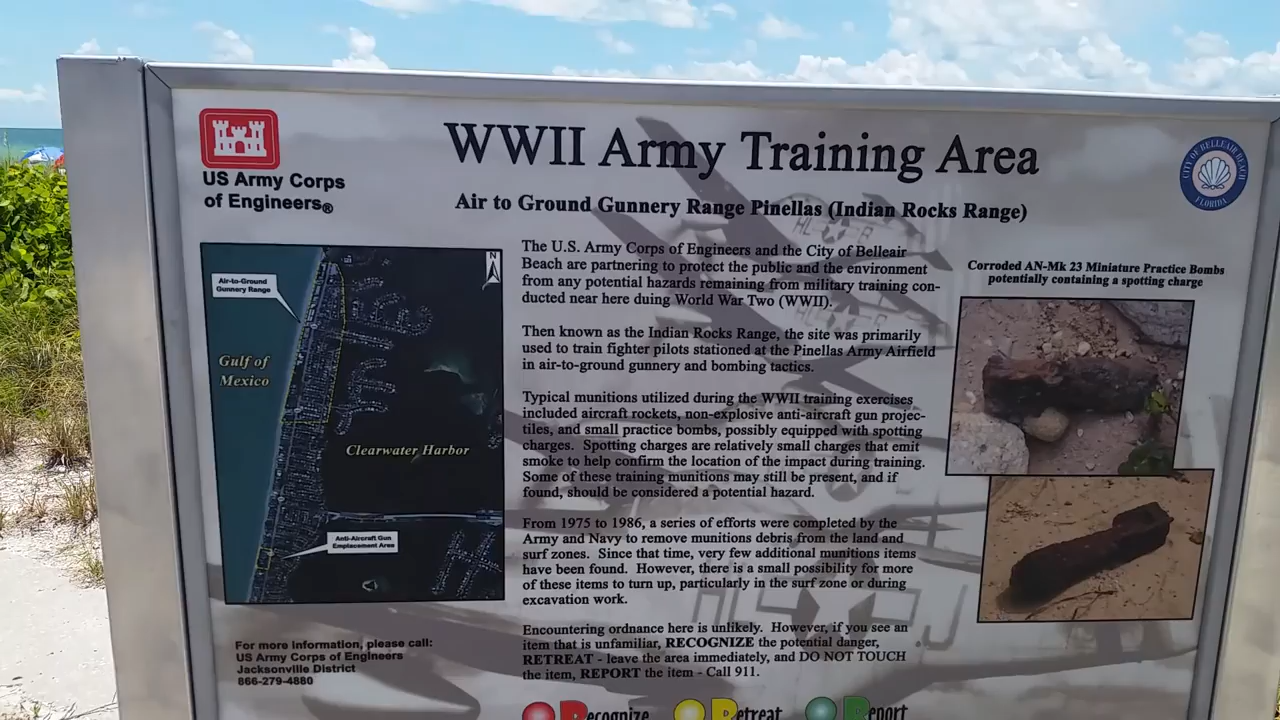 WWII Army Training Area
Air to Ground Gunnery Range Pinellas (Indian Rocks Range)
US Army Corps
of Engineers®
CITY OF BELLEAIR BEACH
FLORIDA
Air-to-Ground
Gunnery Range
N
Gulf of
Mexico
Clearwater Harbor
Anti-Aircraft Gun
Emplacement Area
For more information, please call:
US Army Corps of Engineers
Jacksonville District
866-279-4880
The U.S. Army Corps of Engineers and the City of Belleair
Beach are partnering to protect the public and the environment
from any potential hazards remaining from military training con-
ducted near here duing World War Two (WWII).
Then known as the Indian Rocks Range, the site was primarily
used to train fighter pilots stationed at the Pinellas Army Airfield
in air-to-ground gunnery and bombing tactics.
Typical munitions utilized during the WWII training exercises
included aircraft rockets, non-explosive anti-aircraft gun projec-
tiles, and small practice bombs, possibly equipped with spotting
charges. Spotting charges are relatively small charges that emit
smoke to help confirm the location of the impact during training.
Some of these training munitions may still be present, and if
found, should be considered a potential hazard.
From 1975 to 1986, a series of efforts were completed by the
Army and Navy to remove munitions debris from the land and
surf zones. Since that time, very few additional munitions items
have been found. However, there is a small possibility for more
of these items to turn up, particularly in the surf zone or during
excavation work.
Encountering ordnance here is unlikely. However, if you see an
item that is unfamiliar, RECOGNIZE the potential danger,
RETREAT - leave the area immediately, and DO NOT TOUCH
the item, REPORT the item - Call 911.
Recognize Retreat Report
Corroded AN-Mk 23 Miniature Practice Bombs
potentially containing a spotting charge